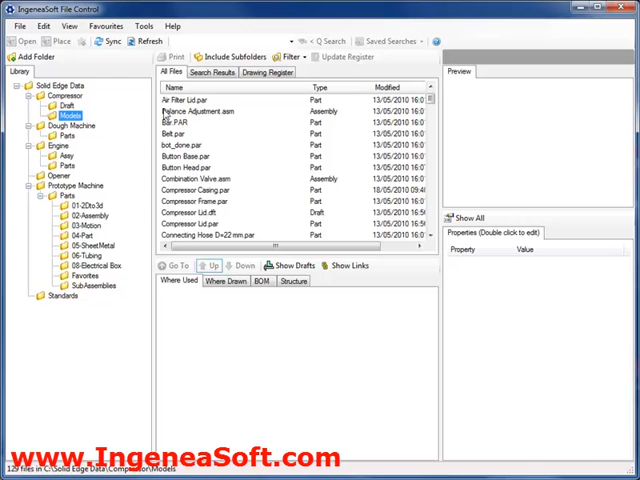 IngeneaSoft File Control
File Edit View Favourites Tools Help
Open Place Sync Refresh < Q Search Saved Searches
Add Folder Print Include Subfolders Filter Update Register
Library All Files Search Results Drawing Register Preview
Solid Edge Data
Compressor
Draft
Models
Dough Machine
Parts
Engine
Assy
Parts
Opener
Prototype Machine
Parts
01-2Dto3d
02-Assembly
03-Motion
04-Part
05-SheetMetal
06-Tubing
08-Electrical Box
Favorites
SubAssemblies
Standards
Name Type Modified
Air Filter Lid.par Part 13/05/2010 16:0
Balance Adjustment.asm Assembly 13/05/2010 16:0
Bar.PAR Part 13/05/2010 16:0
Belt.par Part 13/05/2010 16:0
bot_done.par Part 13/05/2010 16:0
Button Base.par Part 13/05/2010 16:0
Button Head.par Part 13/05/2010 16:0
Combination Valve.asm Assembly 13/05/2010 16:0
Compressor Casing.par Part 18/05/2010 09:4
Compressor Frame.par Part 13/05/2010 16:0
Compressor Lid.dft Draft 13/05/2010 16:5
Compressor Lid.par Part 13/05/2010 16:0
Connecting Hose D=22 mm.par Part 13/05/2010 16:0
Go To Up Down Show Drafts Show Links
Where Used Where Drawn BOM Structure
Show All
Properties (Double click to edit)
Property Value
www.IngeneaSoft.com
129 files in C:\Solid Edge Data\Compressor\Models